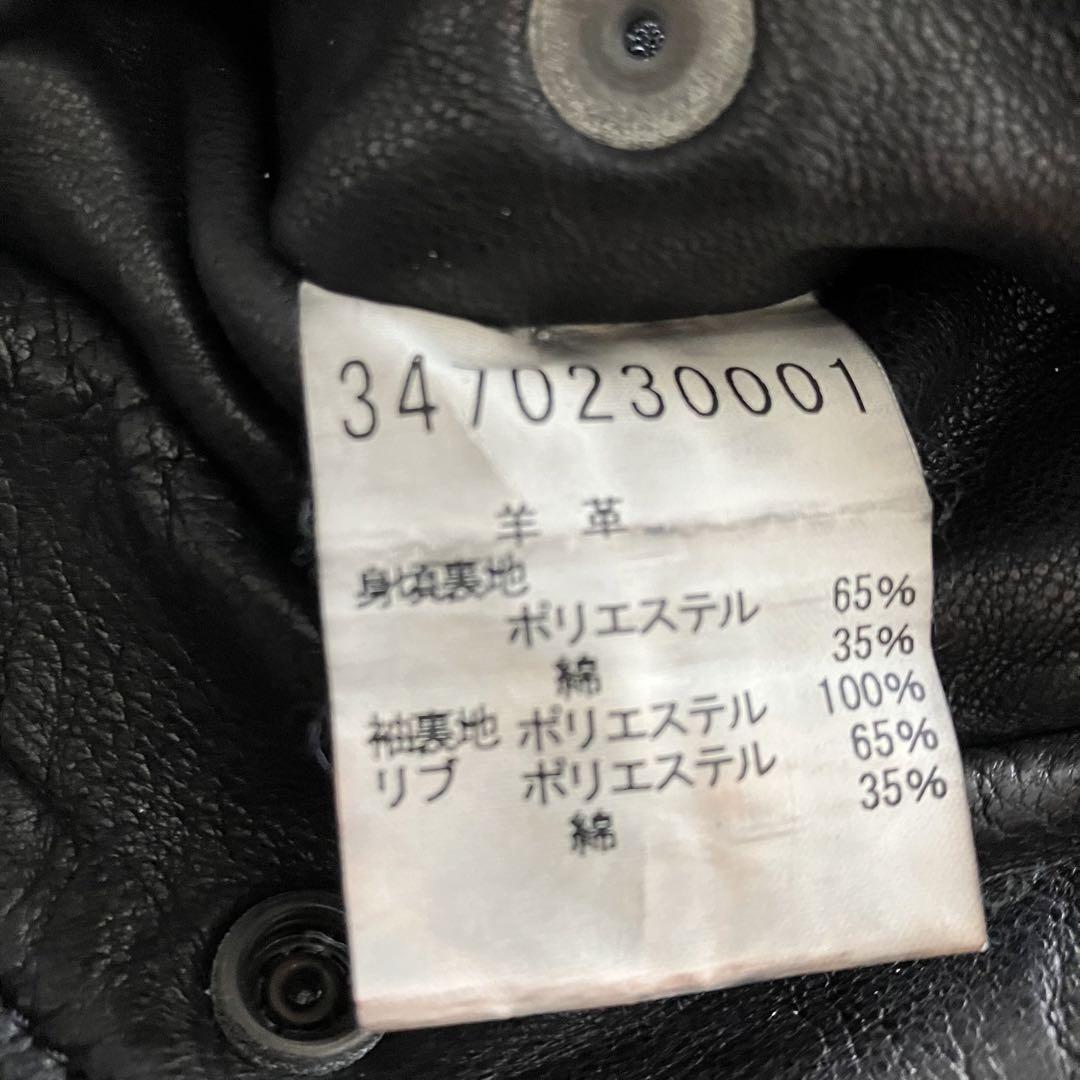 3470230001
羊 革
身頃裏地
ポリエステル 65%
綿 35%
袖裏地 ポリエステル 100%
リブ ポリエステル 65%
綿 35%